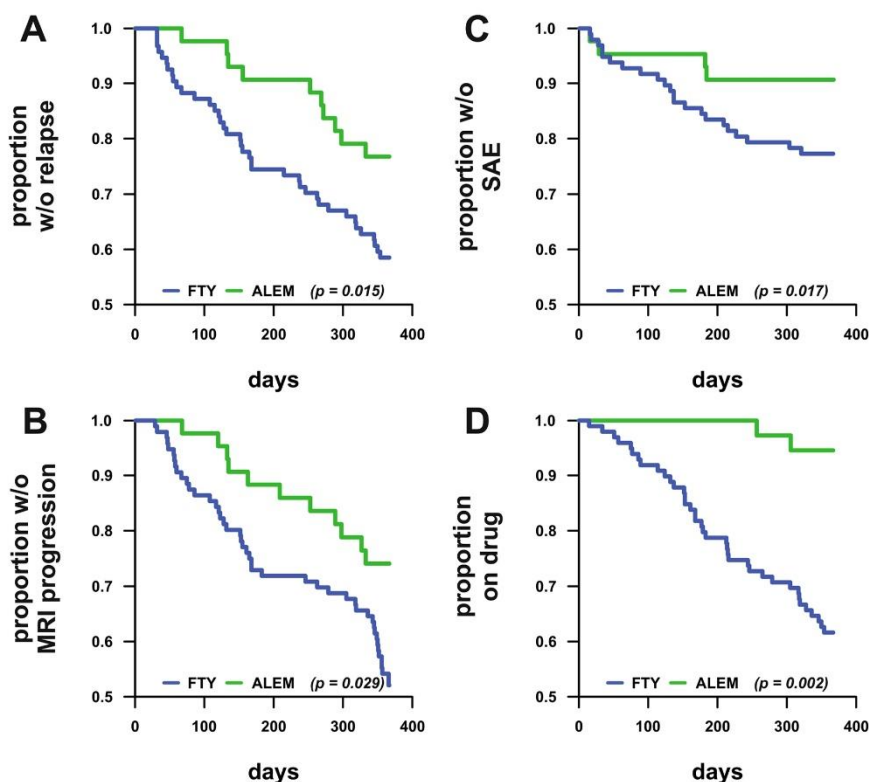 A
proportion
w/o relapse
1.0
0.9
0.8
0.7
0.6
0.5
FTY ALEM (p = 0.015)
0 100 200 300 400
days
C
proportion w/o
SAE
1.0
0.9
0.8
0.7
0.6
0.5
FTY ALEM (p = 0.017)
0 100 200 300 400
days
B
proportion w/o
MRI progression
1.0
0.9
0.8
0.7
0.6
0.5
FTY ALEM (p = 0.029)
0 100 200 300 400
days
D
proportion
on drug
1.0
0.9
0.8
0.7
0.6
0.5
FTY ALEM (p = 0.002)
0 100 200 300 400
days